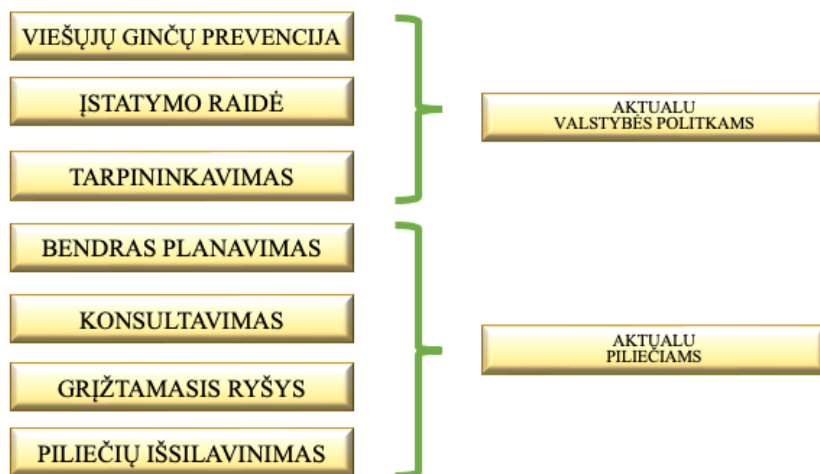 VIEŠŲJŲ GINČŲ PREVENCIJA
ĮSTATYMO RAIDĖ
TARPININKAVIMAS
AKTUALU
VALSTYBĖS POLITKAMS
BENDRAS PLANAVIMAS
KONSULTAVIMAS
GRĮŽTAMASIS RYŠYS
PILIEČIŲ IŠSILAVINIMAS
AKTUALU
PILIEČIAMS